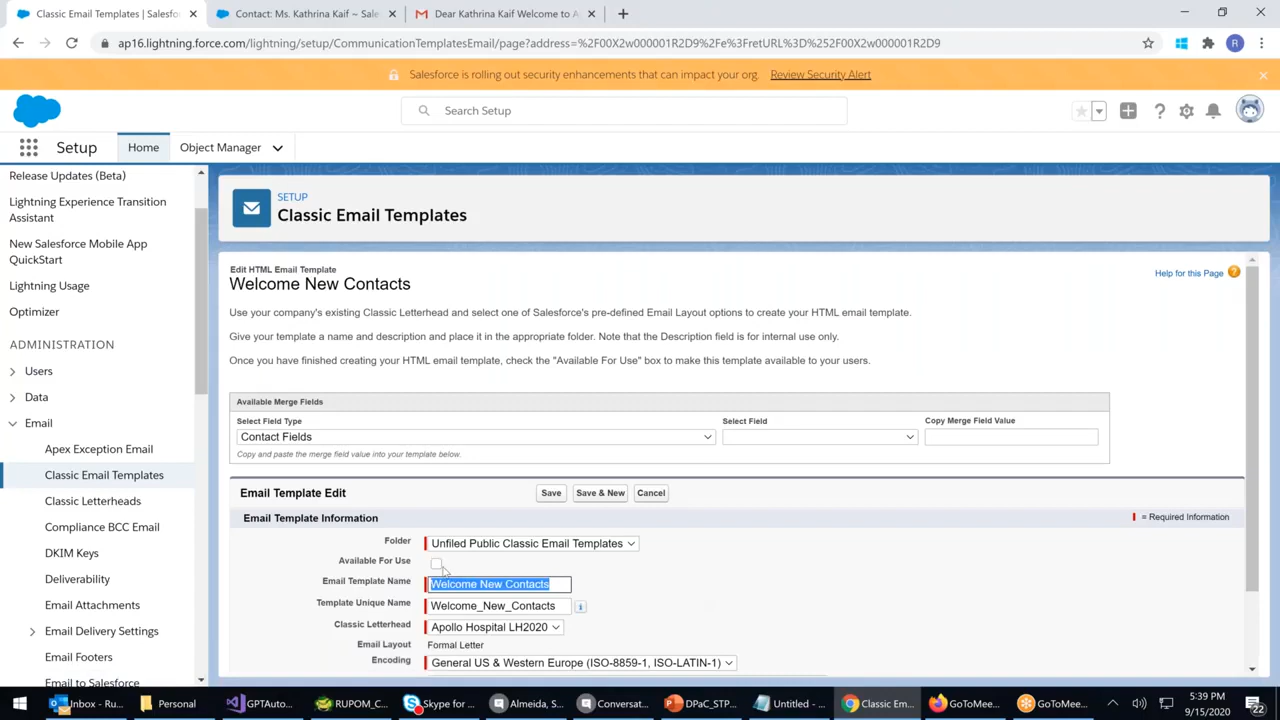 Classic Email Templates | Salesfor
Contact: Ms. Kathrina Kaif ~ Sale
Dear Kathrina Kaif Welcome to A
ap16.lightning.force.com/lightning/setup/CommunicationTemplatesEmail/page?address=%2F00X2w000001R2D9%2Fe%3FretURL%3D%252F00X2w000001R2D9
R
Salesforce is rolling out security enhancements that can impact your org. Review Security Alert
Search Setup
Setup
Home
Object Manager
Release Updates (Beta)
Lightning Experience Transition
Assistant
New Salesforce Mobile App
QuickStart
Lightning Usage
Optimizer
ADMINISTRATION
Users
Data
Email
Apex Exception Email
Classic Email Templates
Classic Letterheads
Compliance BCC Email
DKIM Keys
Deliverability
Email Attachments
Email Delivery Settings
Email Footers
Email to Salesforce
SETUP
Classic Email Templates
Edit HTML Email Template
Welcome New Contacts
Help for this Page
Use your company's existing Classic Letterhead and select one of Salesforce's pre-defined Email Layout options to create your HTML email template.
Give your template a name and description and place it in the appropriate folder. Note that the Description field is for internal use only.
Once you have finished creating your HTML email template, check the "Available For Use" box to make this template available to your users.
Available Merge Fields
Select Field Type
Select Field
Copy Merge Field Value
Contact Fields
Copy and paste the merge field value into your template below.
Email Template Edit
Save
Save & New
Cancel
Email Template Information
= Required Information
Folder
Unfiled Public Classic Email Templates
Available For Use
Email Template Name
Welcome New Contacts
Template Unique Name
Welcome_New_Contacts
Classic Letterhead
Apollo Hospital LH2020
Email Layout
Formal Letter
Encoding
General US & Western Europe (ISO-8859-1, ISO-LATIN-1)
Inbox - Ru...
Personal
GPTAuto...
RUPOM_C...
Skype for ...
Almeida, S...
Conversat...
DPaC_STP...
Untitled - ...
Classic Em...
GoToMee...
GoToMee...
5:39 PM
9/15/2020
22